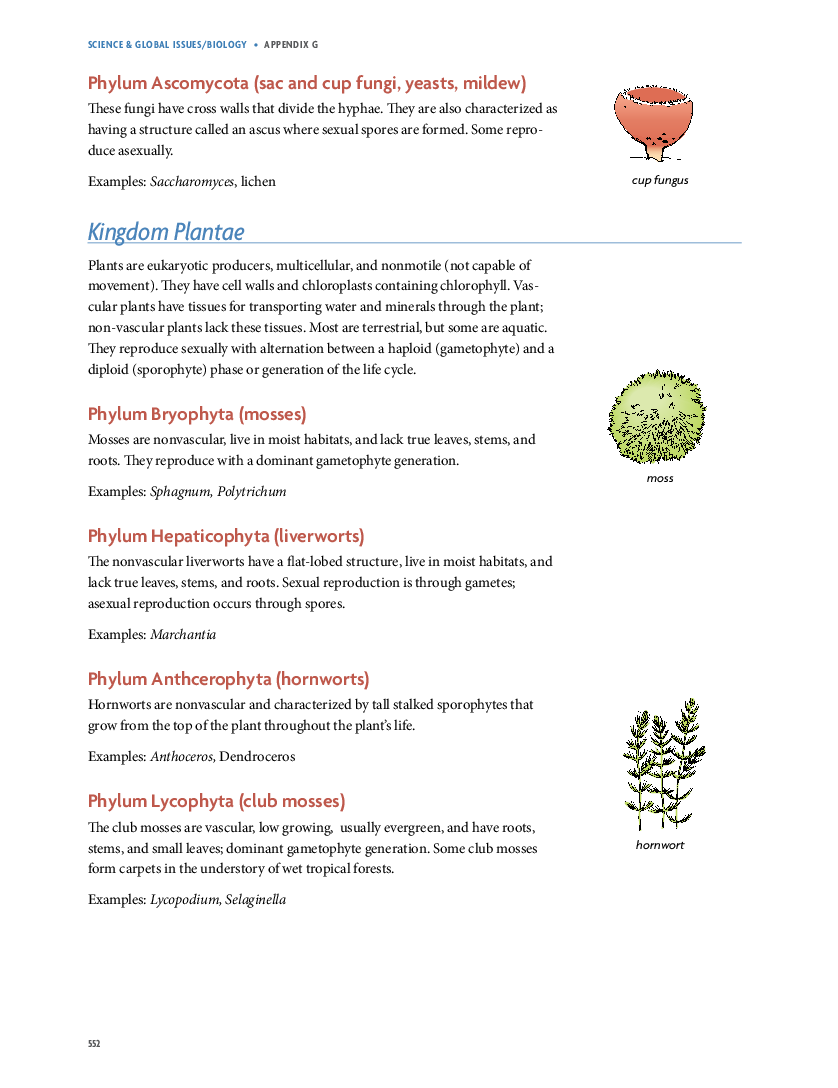 SCIENCE & GLOBAL ISSUES/BIOLOGY • APPENDIX G
Phylum Ascomycota (sac and cup fungi, yeasts, mildew)
These fungi have cross walls that divide the hyphae. They are also characterized as
having a structure called an ascus where sexual spores are formed. Some repro-
duce asexually.
Examples: Saccharomyces, lichen
cup fungus
Kingdom Plantae
Plants are eukaryotic producers, multicellular, and nonmotile (not capable of
movement). They have cell walls and chloroplasts containing chlorophyll. Vas-
cular plants have tissues for transporting water and minerals through the plant;
non-vascular plants lack these tissues. Most are terrestrial, but some are aquatic.
They reproduce sexually with alternation between a haploid (gametophyte) and a
diploid (sporophyte) phase or generation of the life cycle.
Phylum Bryophyta (mosses)
Mosses are nonvascular, live in moist habitats, and lack true leaves, stems, and
roots. They reproduce with a dominant gametophyte generation.
Examples: Sphagnum, Polytrichum
moss
Phylum Hepaticophyta (liverworts)
The nonvascular liverworts have a flat-lobed structure, live in moist habitats, and
lack true leaves, stems, and roots. Sexual reproduction is through gametes;
asexual reproduction occurs through spores.
Examples: Marchantia
Phylum Anthcerophyta (hornworts)
Hornworts are nonvascular and characterized by tall stalked sporophytes that
grow from the top of the plant throughout the plant's life.
Examples: Anthoceros, Dendroceros
Phylum Lycophyta (club mosses)
The club mosses are vascular, low growing, usually evergreen, and have roots,
stems, and small leaves; dominant gametophyte generation. Some club mosses
form carpets in the understory of wet tropical forests.
Examples: Lycopodium, Selaginella
hornwort
552